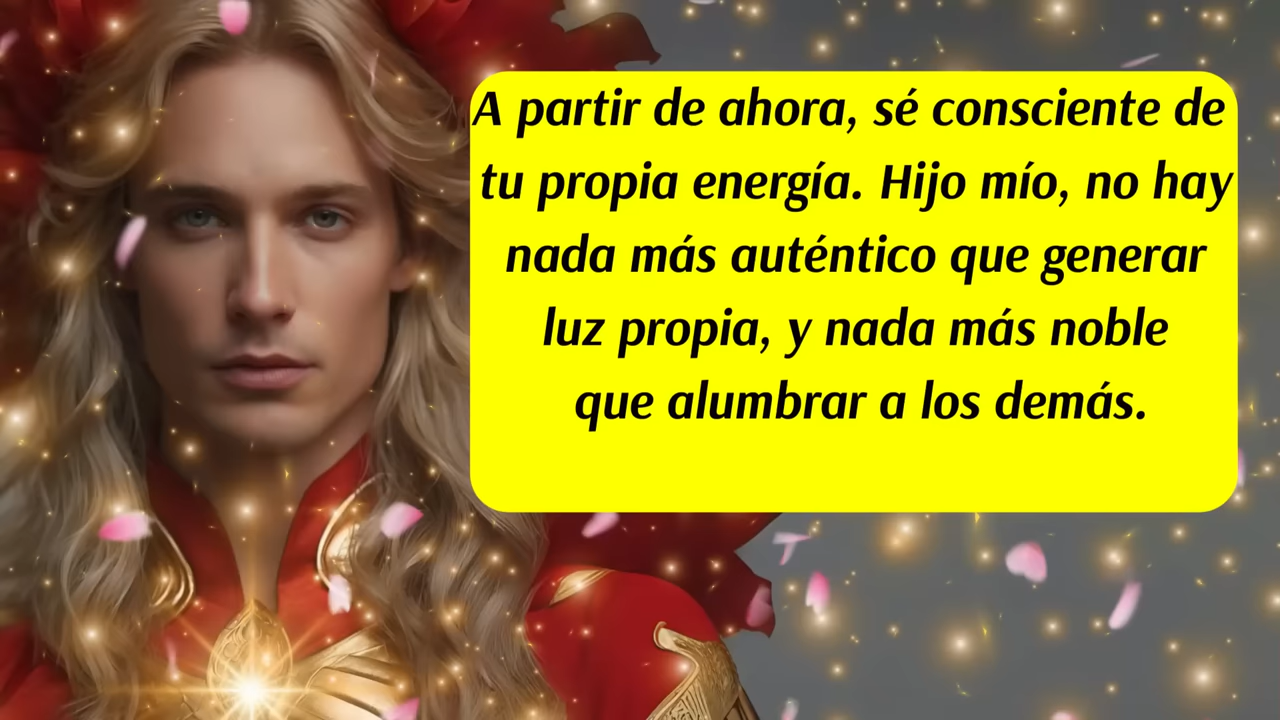 A partir de ahora, sé consciente de
tu propia energía. Hijo mío, no hay
nada más auténtico que generar
luz propia, y nada más noble
que alumbrar a los demás.